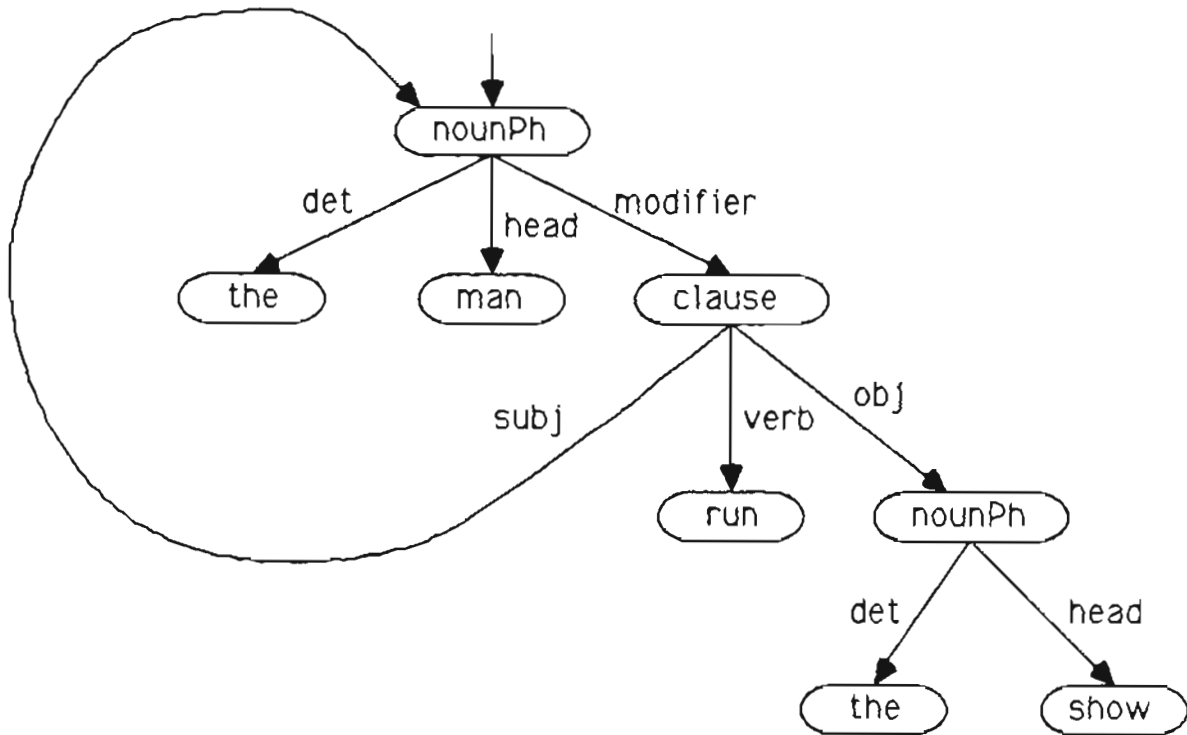 nounPh
det
head
modifier
the
man
clause
subj
verb
obj
run
nounPh
det
head
the
show